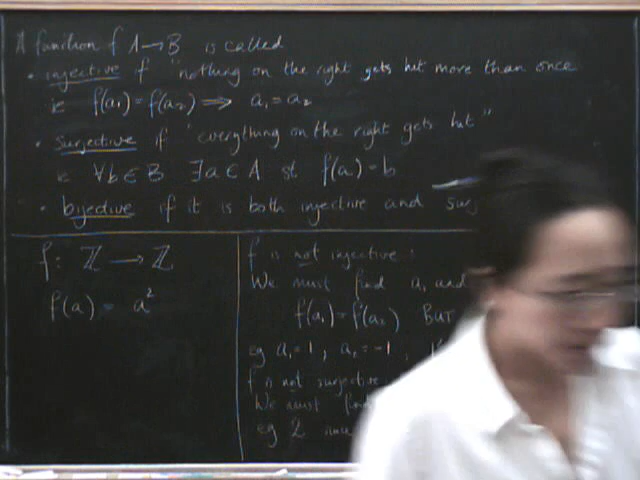 A function f A→B is called
• injective if "nothing on the right gets hit more than once
ie f(a₁) = f(a₂) ⟹ a₁ = a₂
• surjective if "everything on the right gets hit"
ie ∀b ∈ B ∃a ∈ A st f(a) = b
• bijective if it is both injective and surj
f: ℤ → ℤ
f(a) = a²
f is not injective:
We must find a₁ and
f(a₁) = f(a₂) BUT
eg a₁ = 1, a₂ = -1,
f is not surjective:
We must find
eg 2 since